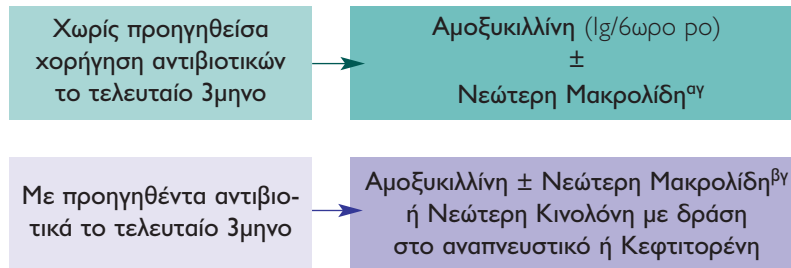 Χωρίς προηγηθείσα
χορήγηση αντιβιοτικών
το τελευταίο 3μηνο
Αμοξυκιλλίνη (1g/6ωρο po)
±
Νεώτερη Μακρολίδηαγ
Με προηγηθέντα αντιβιο-
τικά το τελευταίο 3μηνο
Αμοξυκιλλίνη ± Νεώτερη Μακρολίδηβγ
ή Νεώτερη Κινολόνη με δράση
στο αναπνευστικό ή Κεφτιτορένη